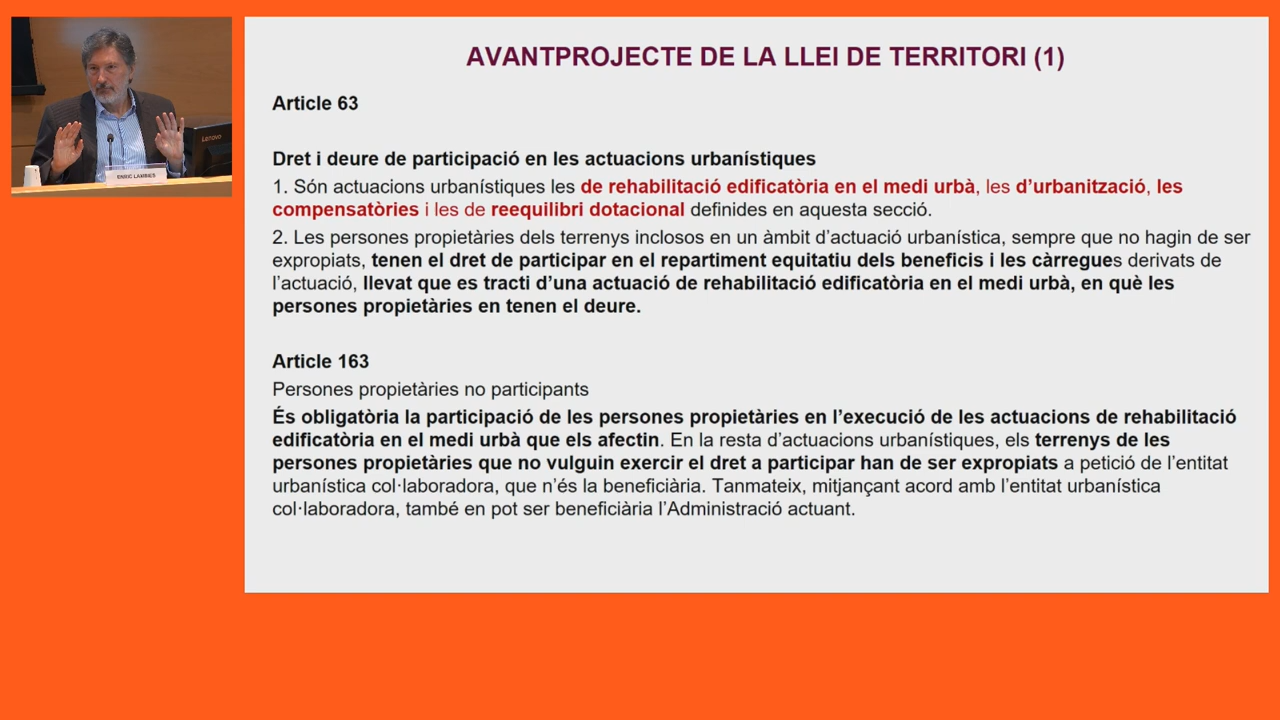 AVANTPROJECTE DE LA LLEI DE TERRITORI (1)
Article 63
Dret i deure de participació en les actuacions urbanístiques
1. Són actuacions urbanístiques les de rehabilitació edificatòria en el medi urbà, les d’urbanització, les
compensatòries i les de reequilibri dotacional definides en aquesta secció.
2. Les persones propietàries dels terrenys inclosos en un àmbit d’actuació urbanística, sempre que no hagin de ser
expropiats, tenen el dret de participar en el repartiment equitatiu dels beneficis i les càrregues derivats de
l’actuació, llevat que es tracti d’una actuació de rehabilitació edificatòria en el medi urbà, en què les
persones propietàries en tenen el deure.
Article 163
Persones propietàries no participants
És obligatòria la participació de les persones propietàries en l’execució de les actuacions de rehabilitació
edificatòria en el medi urbà que els afectin. En la resta d’actuacions urbanístiques, els terrenys de les
persones propietàries que no vulguin exercir el dret a participar han de ser expropiats a petició de l’entitat
urbanística col·laboradora, que n’és la beneficiària. Tanmateix, mitjançant acord amb l’entitat urbanística
col·laboradora, també en pot ser beneficiària l’Administració actuant.
Lenovo
ENRIC LAMBIES